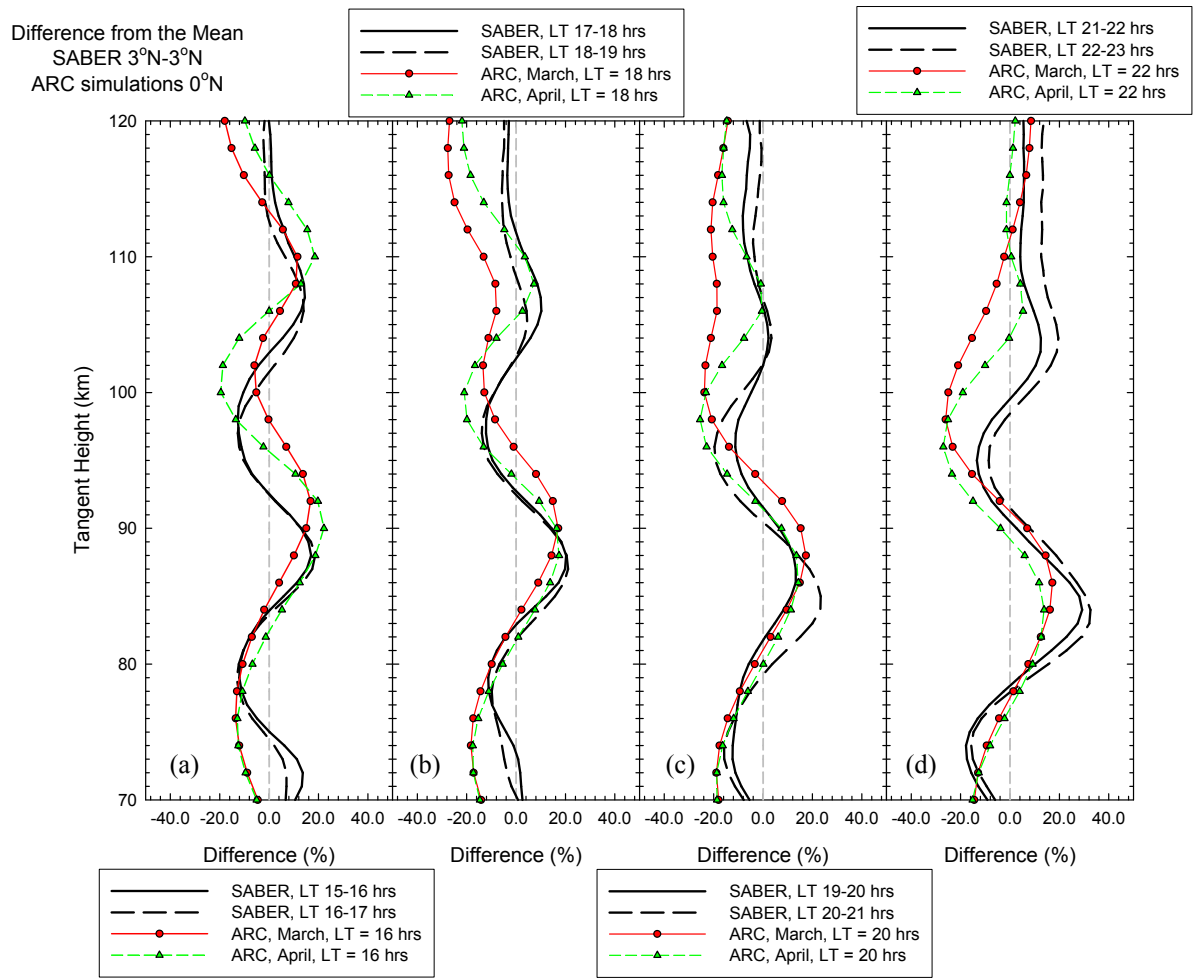 Difference from the Mean
SABER 3°N-3°N
ARC simulations 0°N
SABER, LT 17-18 hrs
SABER, LT 18-19 hrs
ARC, March, LT = 18 hrs
ARC, April, LT = 18 hrs
SABER, LT 21-22 hrs
SABER, LT 22-23 hrs
ARC, March, LT = 22 hrs
ARC, April, LT = 22 hrs
Tangent Height (km)
120
110
100
90
80
70
(a)
(b)
(c)
(d)
-40.0 -20.0 0.0 20.0 40.0
-20.0 0.0 20.0
-40.0 -20.0 0.0 20.0
-40.0 -20.0 0.0 20.0 40.0
Difference (%)
Difference (%)
Difference (%)
Difference (%)
SABER, LT 15-16 hrs
SABER, LT 16-17 hrs
ARC, March, LT = 16 hrs
ARC, April, LT = 16 hrs
SABER, LT 19-20 hrs
SABER, LT 20-21 hrs
ARC, March, LT = 20 hrs
ARC, April, LT = 20 hrs